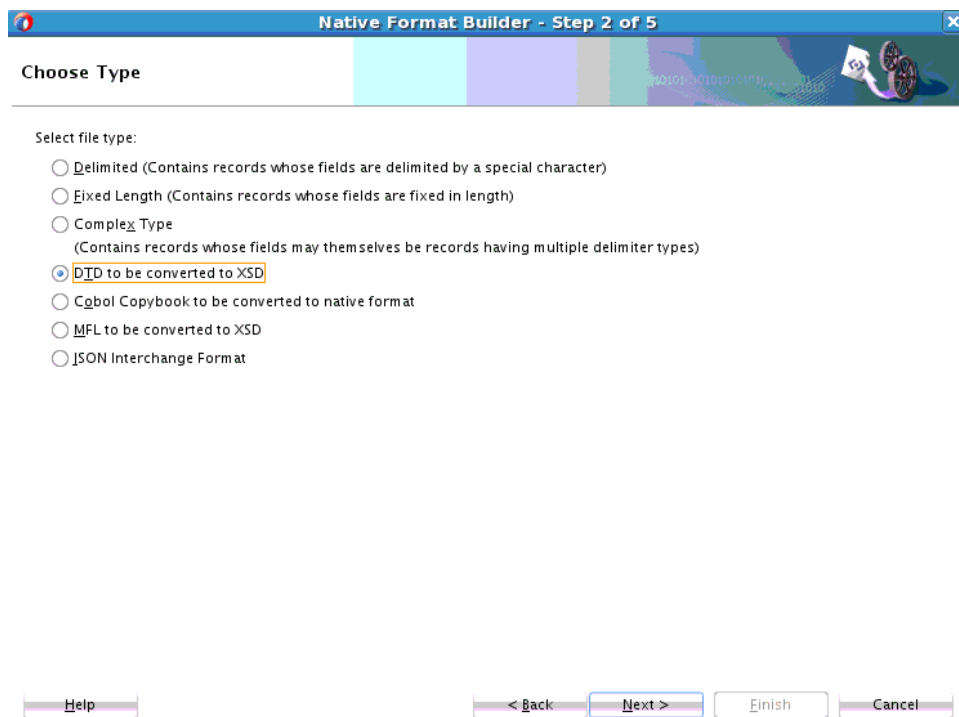 Native Format Builder - Step 2 of 5
Choose Type
Select file type:
Delimited (Contains records whose fields are delimited by a special character)
Fixed Length (Contains records whose fields are fixed in length)
Complex Type
(Contains records whose fields may themselves be records having multiple delimiter types)
DTD to be converted to XSD
Cobol Copybook to be converted to native format
MFL to be converted to XSD
JSON Interchange Format
Help < Back Next > Finish Cancel